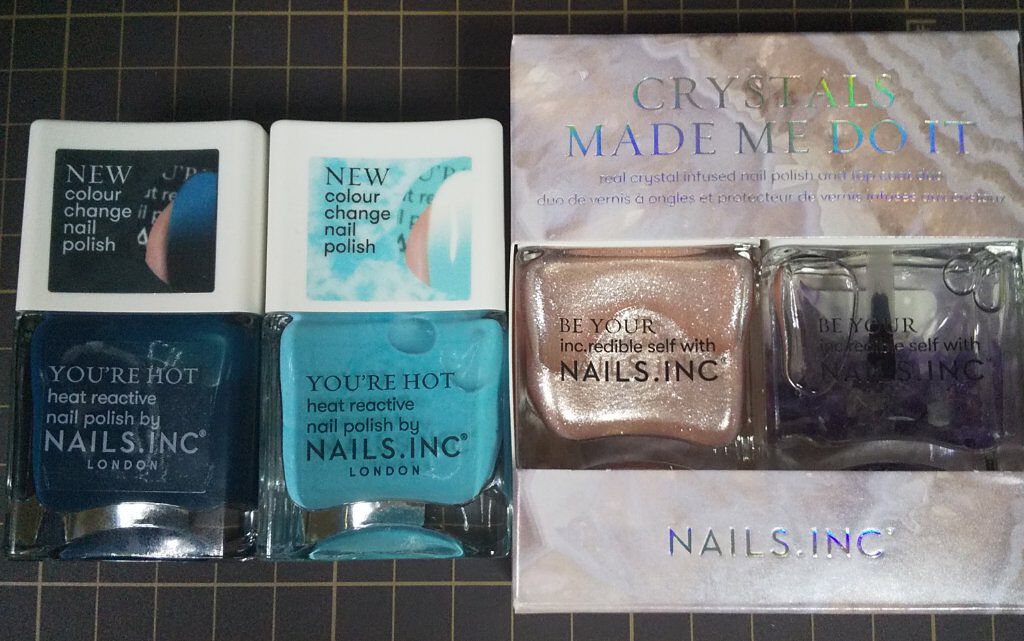 NEW
colour
change
nail
polish
YOU'RE HOT
heat reactive
nail polish by
NAILS.INC®
LONDON
NEW
colour
change
nail
polish
YOU'RE HOT
heat reactive
nail polish by
NAILS.INC®
LONDON
CRYSTALS
MADE ME DO IT
real crystal infused nail polish and top coat duo
duo de vernis à ongles et protecteur de vernis infusés
BE YOUR
inc.redible self with
NAILS.INC®
BE YOUR
inc.redible self with
NAILS.INC®
NAILS.INC